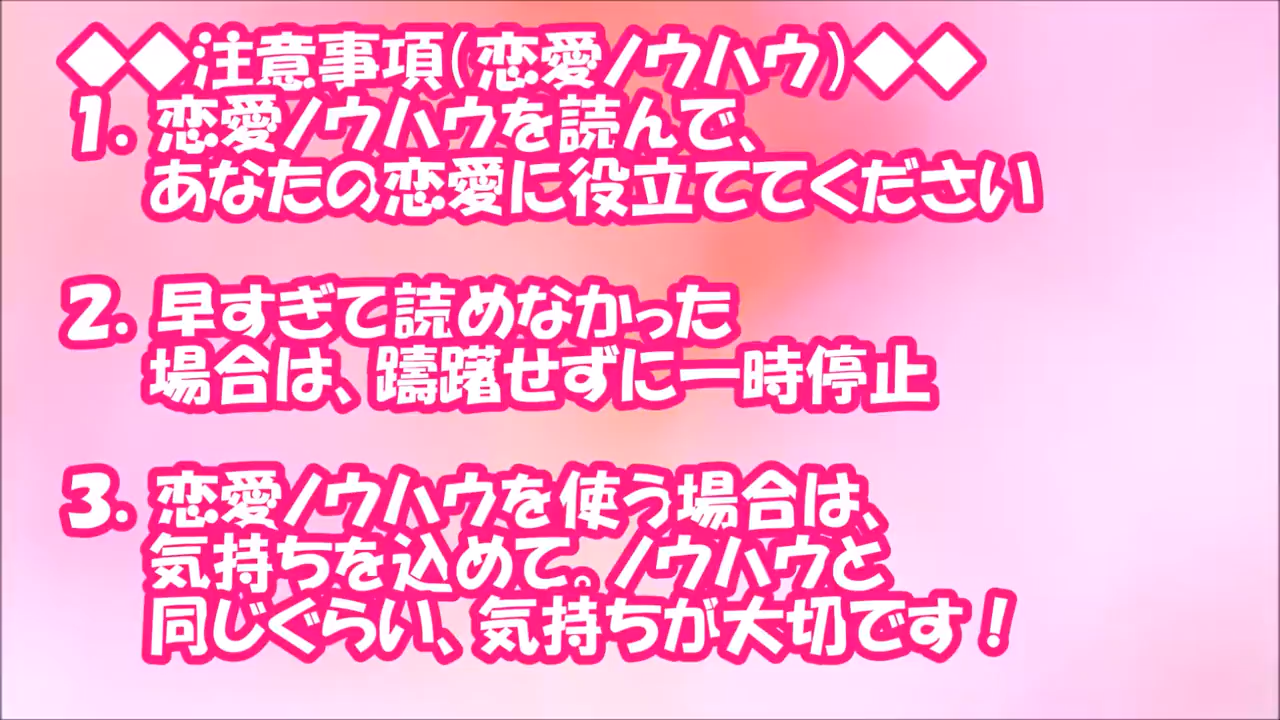 ◆◆注意事項(恋愛ノウハウ)◆◆
1. 恋愛ノウハウを読んで、
あなたの恋愛に役立ててください
2. 早すぎて読めなかった
場合は、躊躇せずに一時停止
3. 恋愛ノウハウを使う場合は、
気持ちを込めて。ノウハウと
同じぐらい、気持ちが大切です！